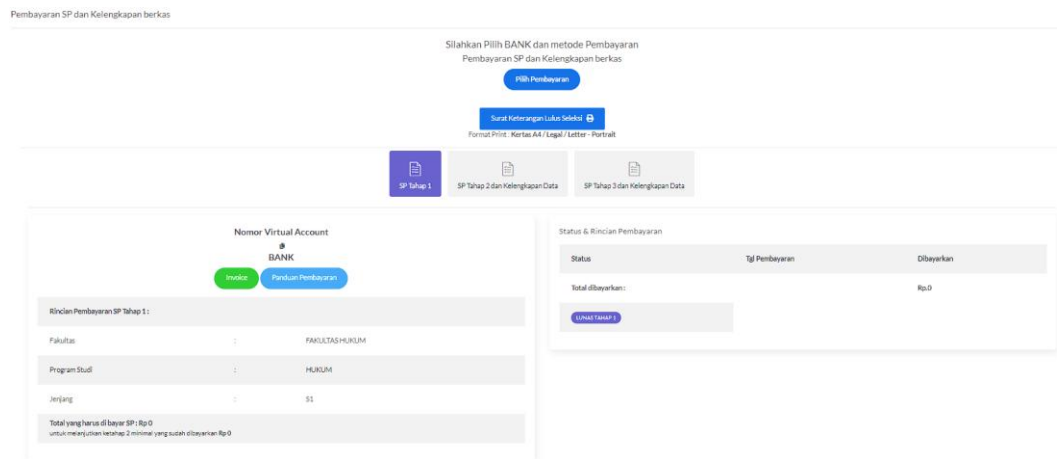 Pembayaran SP dan Kelengkapan berkas
Silahkan Pilih BANK dan metode Pembayaran
Pembayaran SP dan Kelengkapan berkas
Pilih Pembayaran
Surat Keterangan Lulus Seleksi
Format Print : Kertas A4 / Legal / Letter - Portrait
SP Tahap 1
SP Tahap 2 dan Kelengkapan Data
SP Tahap 3 dan Kelengkapan Data
Nomor Virtual Account
BANK
Invoice
Panduan Pembayaran
Rincian Pembayaran SP Tahap 1 :
Fakultas : FAKULTAS HUKUM
Program Studi : HUKUM
Jenjang : S1
Total yang harus di bayar SP : Rp 0
untuk melanjutkan ketahap 2 minimal yang sudah dibayarkan Rp 0
Status & Rincian Pembayaran
Status Tgl Pembayaran Dibayarkan
Total dibayarkan : Rp.0
LUNAS TAHAP 1